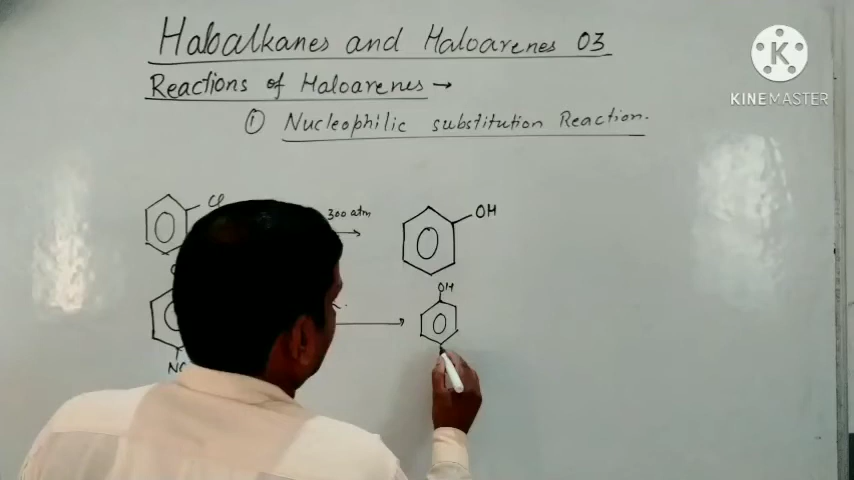 Haloalkanes and Haloarenes 03
K
KINEMASTER
Reactions of Haloarenes →
① Nucleophilic substitution Reaction.
Cl
300 atm
OH
OH